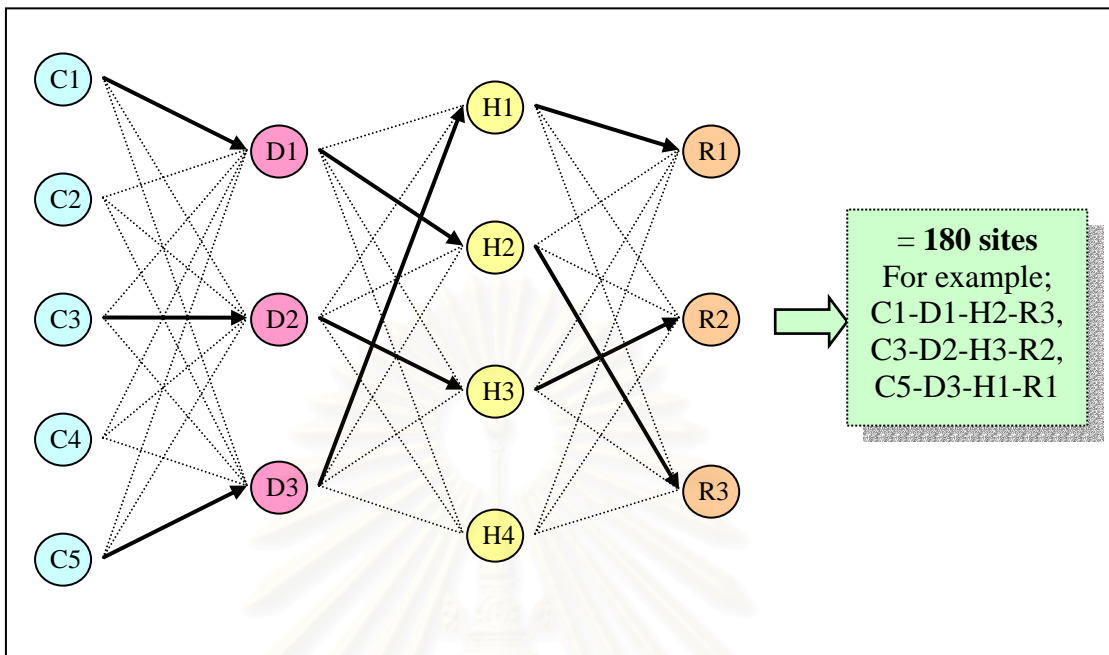 C1
C2
C3
C4
C5
D1
D2
D3
H1
H2
H3
H4
R1
R2
R3
= 180 sites
For example;
C1-D1-H2-R3,
C3-D2-H3-R2,
C5-D3-H1-R1